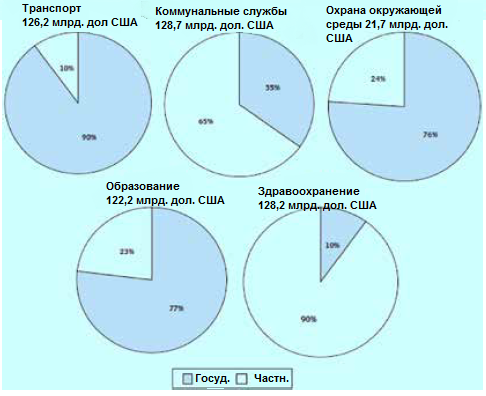 Транспорт
126,2 млрд. дол США
Коммунальные службы
128,7 млрд. дол. США
Охрана окружающей
среды 21,7 млрд. дол.
США
10%
90%
35%
65%
24%
76%
Образование
122,2 млрд. дол. США
Здравоохранение
128,2 млрд. дол. США
23%
77%
10%
90%
Госуд.
Частн.